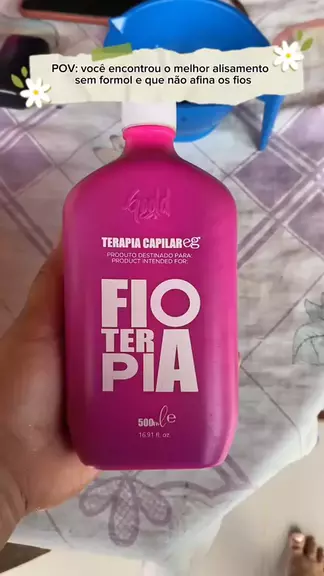 POV: você encontrou o melhor alisamento
sem formol e que não afina os fios
Gold
TERAPIA CAPILAR eg
PRODUTO DESTINADO PARA:
PRODUCT INTENDED FOR:
FIO
TER
PIA
500ml e
16.91 fl. oz.